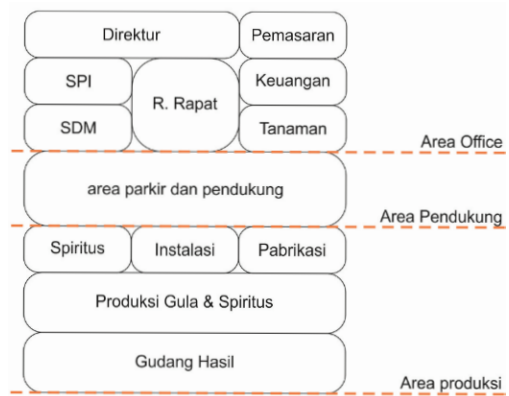 Direktur
Pemasaran
SPI
R. Rapat
Keuangan
SDM
Tanaman
Area Office
area parkir dan pendukung
Area Pendukung
Spiritus
Instalasi
Pabrikasi
Produksi Gula & Spiritus
Gudang Hasil
Area produksi